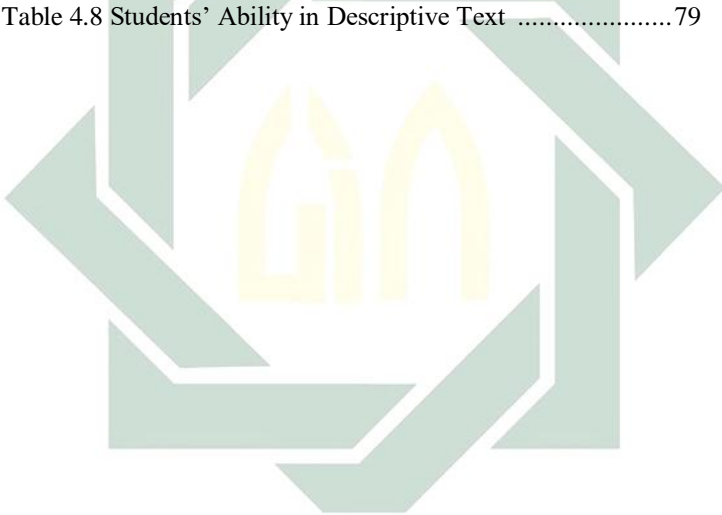 Table 4.8 Students’ Ability in Descriptive Text ......................79